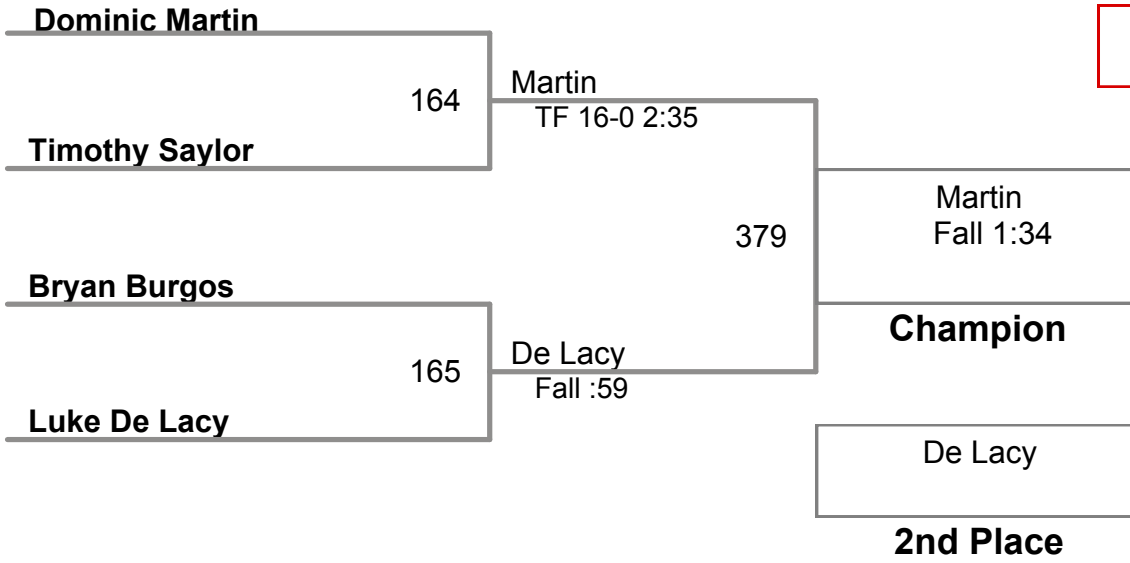 Dominic Martin
164
Martin
TF 16-0 2:35
Timothy Saylor
379
Martin
Fall 1:34
Bryan Burgos
Champion
165
De Lacy
Fall :59
Luke De Lacy
De Lacy
2nd Place